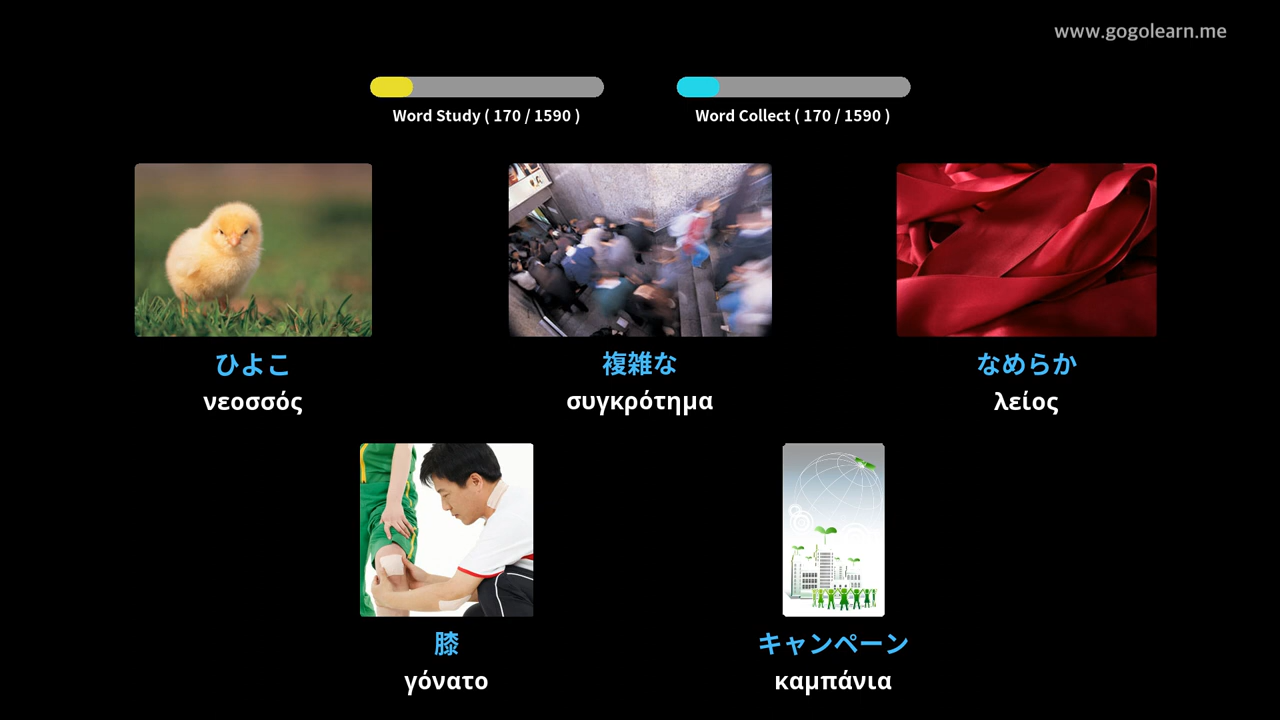 www.gogolearn.me
Word Study ( 170 / 1590 )
Word Collect ( 170 / 1590 )
ひよこ
νεοσσός
複雑な
συγκρότημα
なめらか
λείος
膝
γόνατο
キャンペーン
καμπάνια